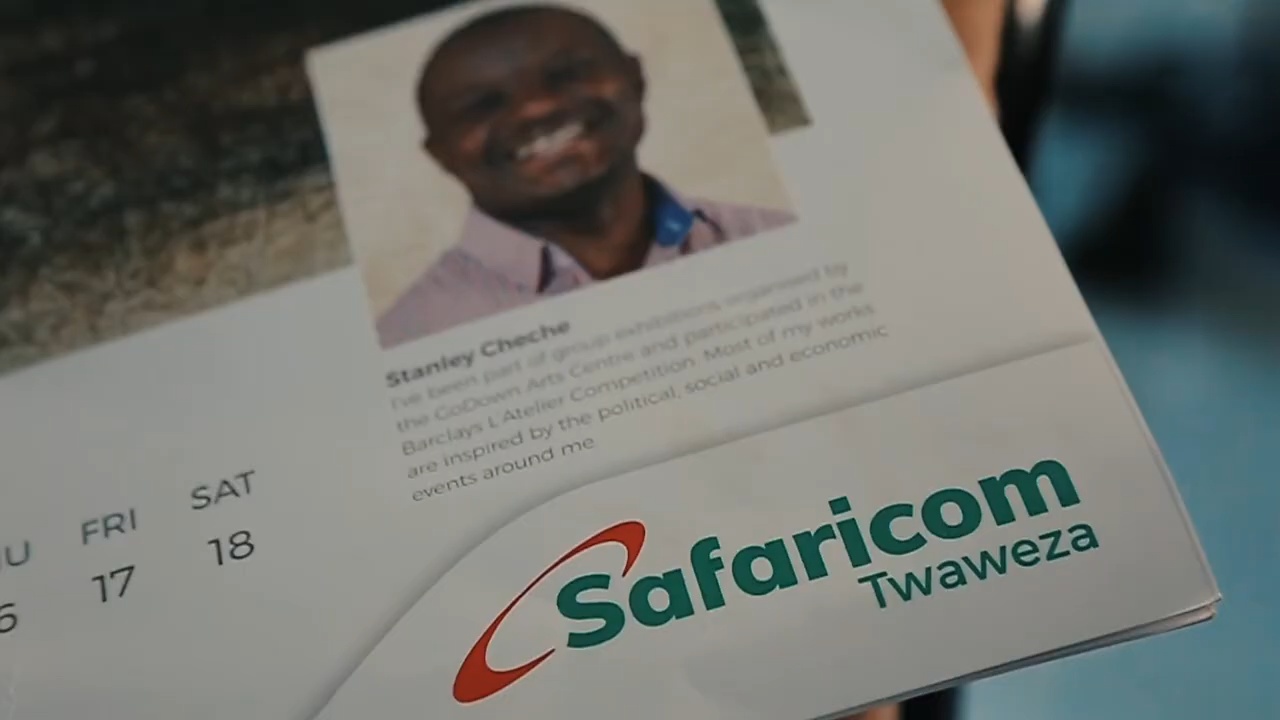 Stanley Cheche
I've been part of group exhibitions organised by
the GoDown Arts Centre and participated in the
Barclays L'Atelier Competition. Most of my works
are inspired by the political, social and economic
events around me
FRI SAT
17 18
6
Safaricom
Twaweza